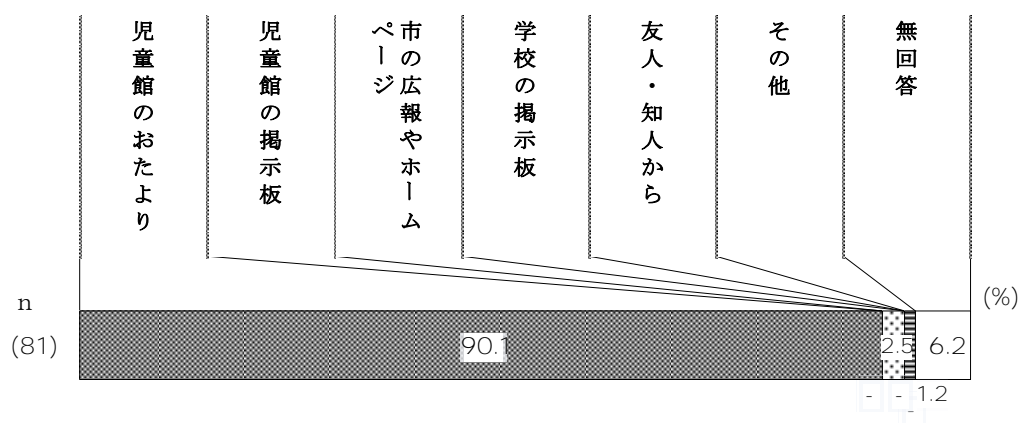 児童館のおたより
児童館の掲示板
市の広報やホーム
ページ
学校の掲示板
友人・知人から
その他
無回答
n
(%)
(81)
90.1
2.5
6.2
-
-
1.2
-